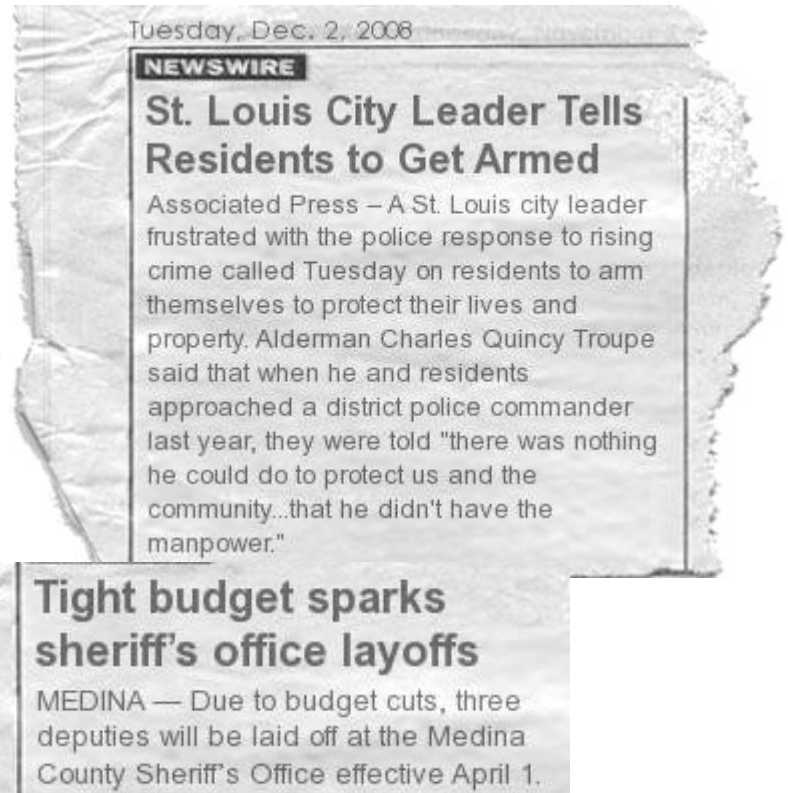 Tuesday, Dec. 2, 2008
NEWSWIRE
St. Louis City Leader Tells
Residents to Get Armed
Associated Press – A St. Louis city leader
frustrated with the police response to rising
crime called Tuesday on residents to arm
themselves to protect their lives and
property. Alderman Charles Quincy Troupe
said that when he and residents
approached a district police commander
last year, they were told "there was nothing
he could do to protect us and the
community...that he didn't have the
manpower."
Tight budget sparks
sheriff's office layoffs
MEDINA — Due to budget cuts, three
deputies will be laid off at the Medina
County Sheriff's Office effective April 1.